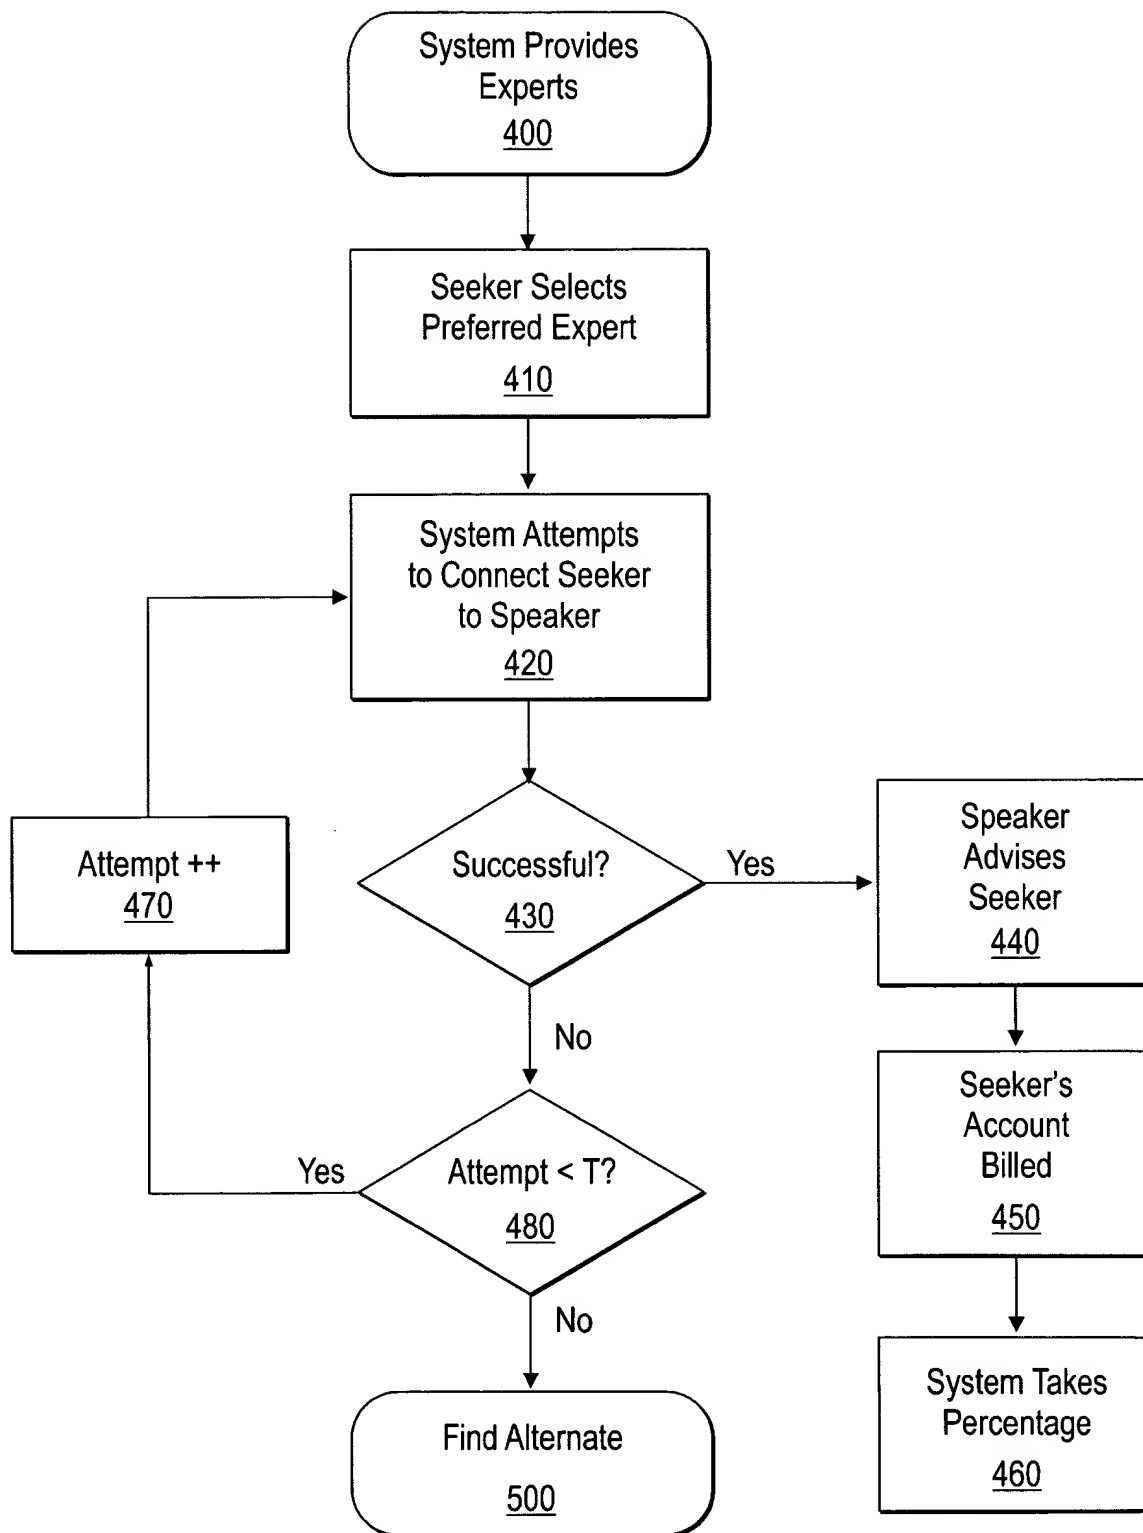 System Provides
Experts
400
Seeker Selects
Preferred Expert
410
System Attempts
to Connect Seeker
to Speaker
420
Successful?
430
Yes
Speaker
Advises
Seeker
440
Attempt ++
470
No
Seeker's
Account
Billed
450
Yes
Attempt < T?
480
No
System Takes
Percentage
460
Find Alternate
500